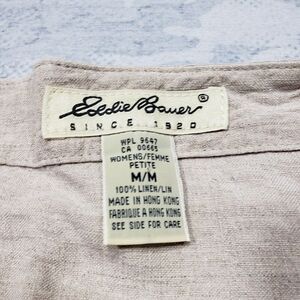 Eddie Bauer ®
SINCE 1920
WPL 9647
CA 00665
WOMENS/FEMME
PETITE
M/M
100% LINEN/LIN
MADE IN HONG KONG
FABRIQUÉ A HONG KONG
SEE SIDE FOR CARE